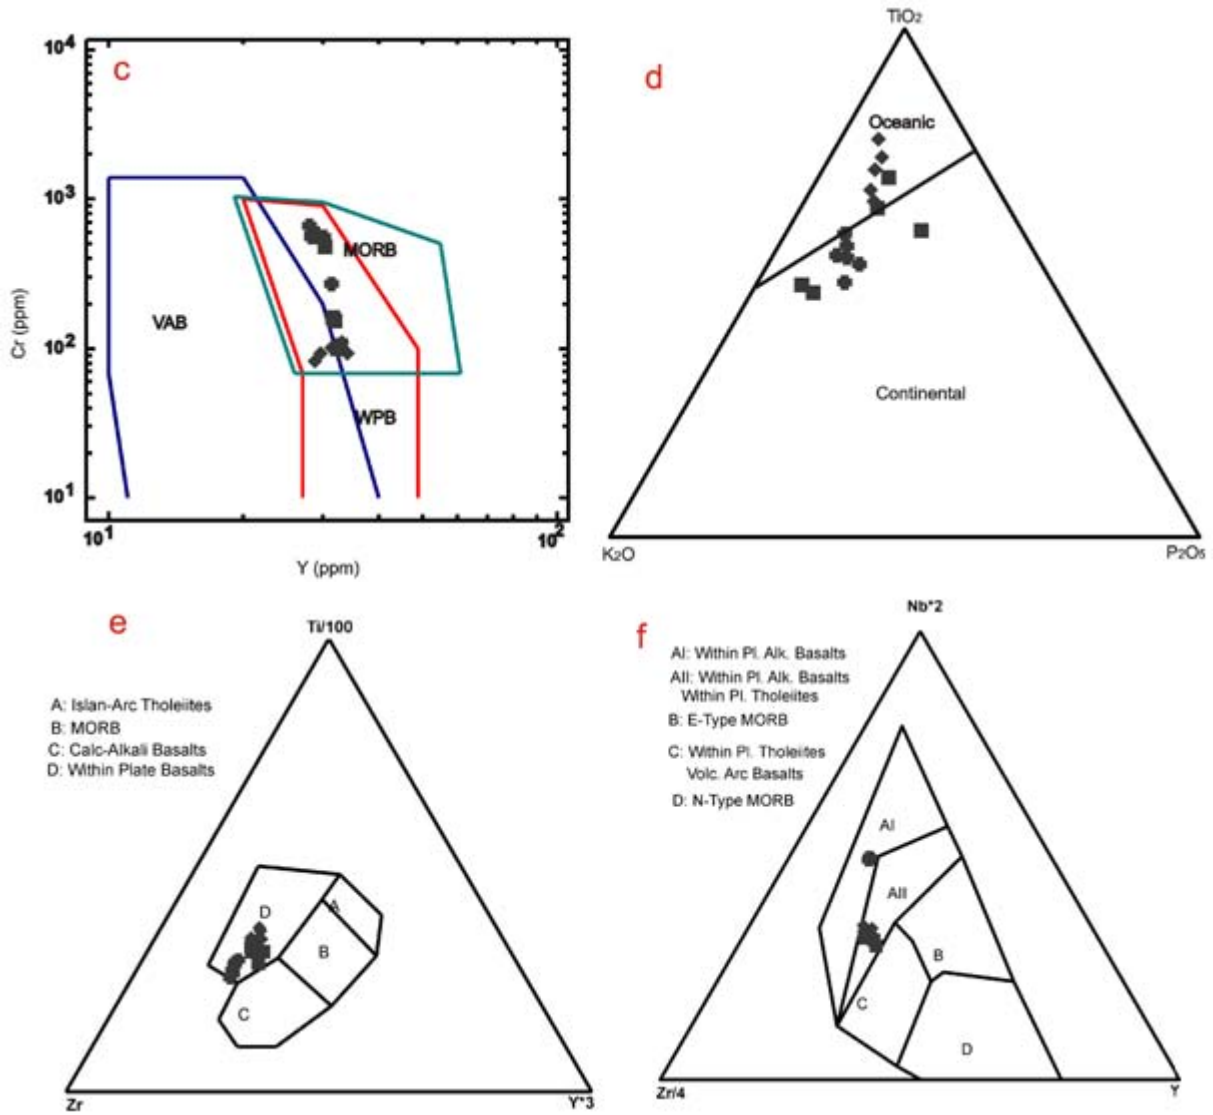 c
10⁴
10³
10²
10¹
10¹
10²
Cr (ppm)
Y (ppm)
VAB
MORB
WPB
d
TiO₂
Oceanic
Continental
K₂O
P₂O₅
e
Ti/100
A: Islan-Arc Tholeiites
B: MORB
C: Calc-Alkali Basalts
D: Within Plate Basalts
D
A
B
C
Zr
Y*3
f
Nb*2
AI: Within Pl. Alk. Basalts
AII: Within Pl. Alk. Basalts
Within Pl. Tholeiites
B: E-Type MORB
C: Within Pl. Tholeiites
Volc. Arc Basalts
D: N-Type MORB
AI
AII
B
C
D
Zr/4
Y